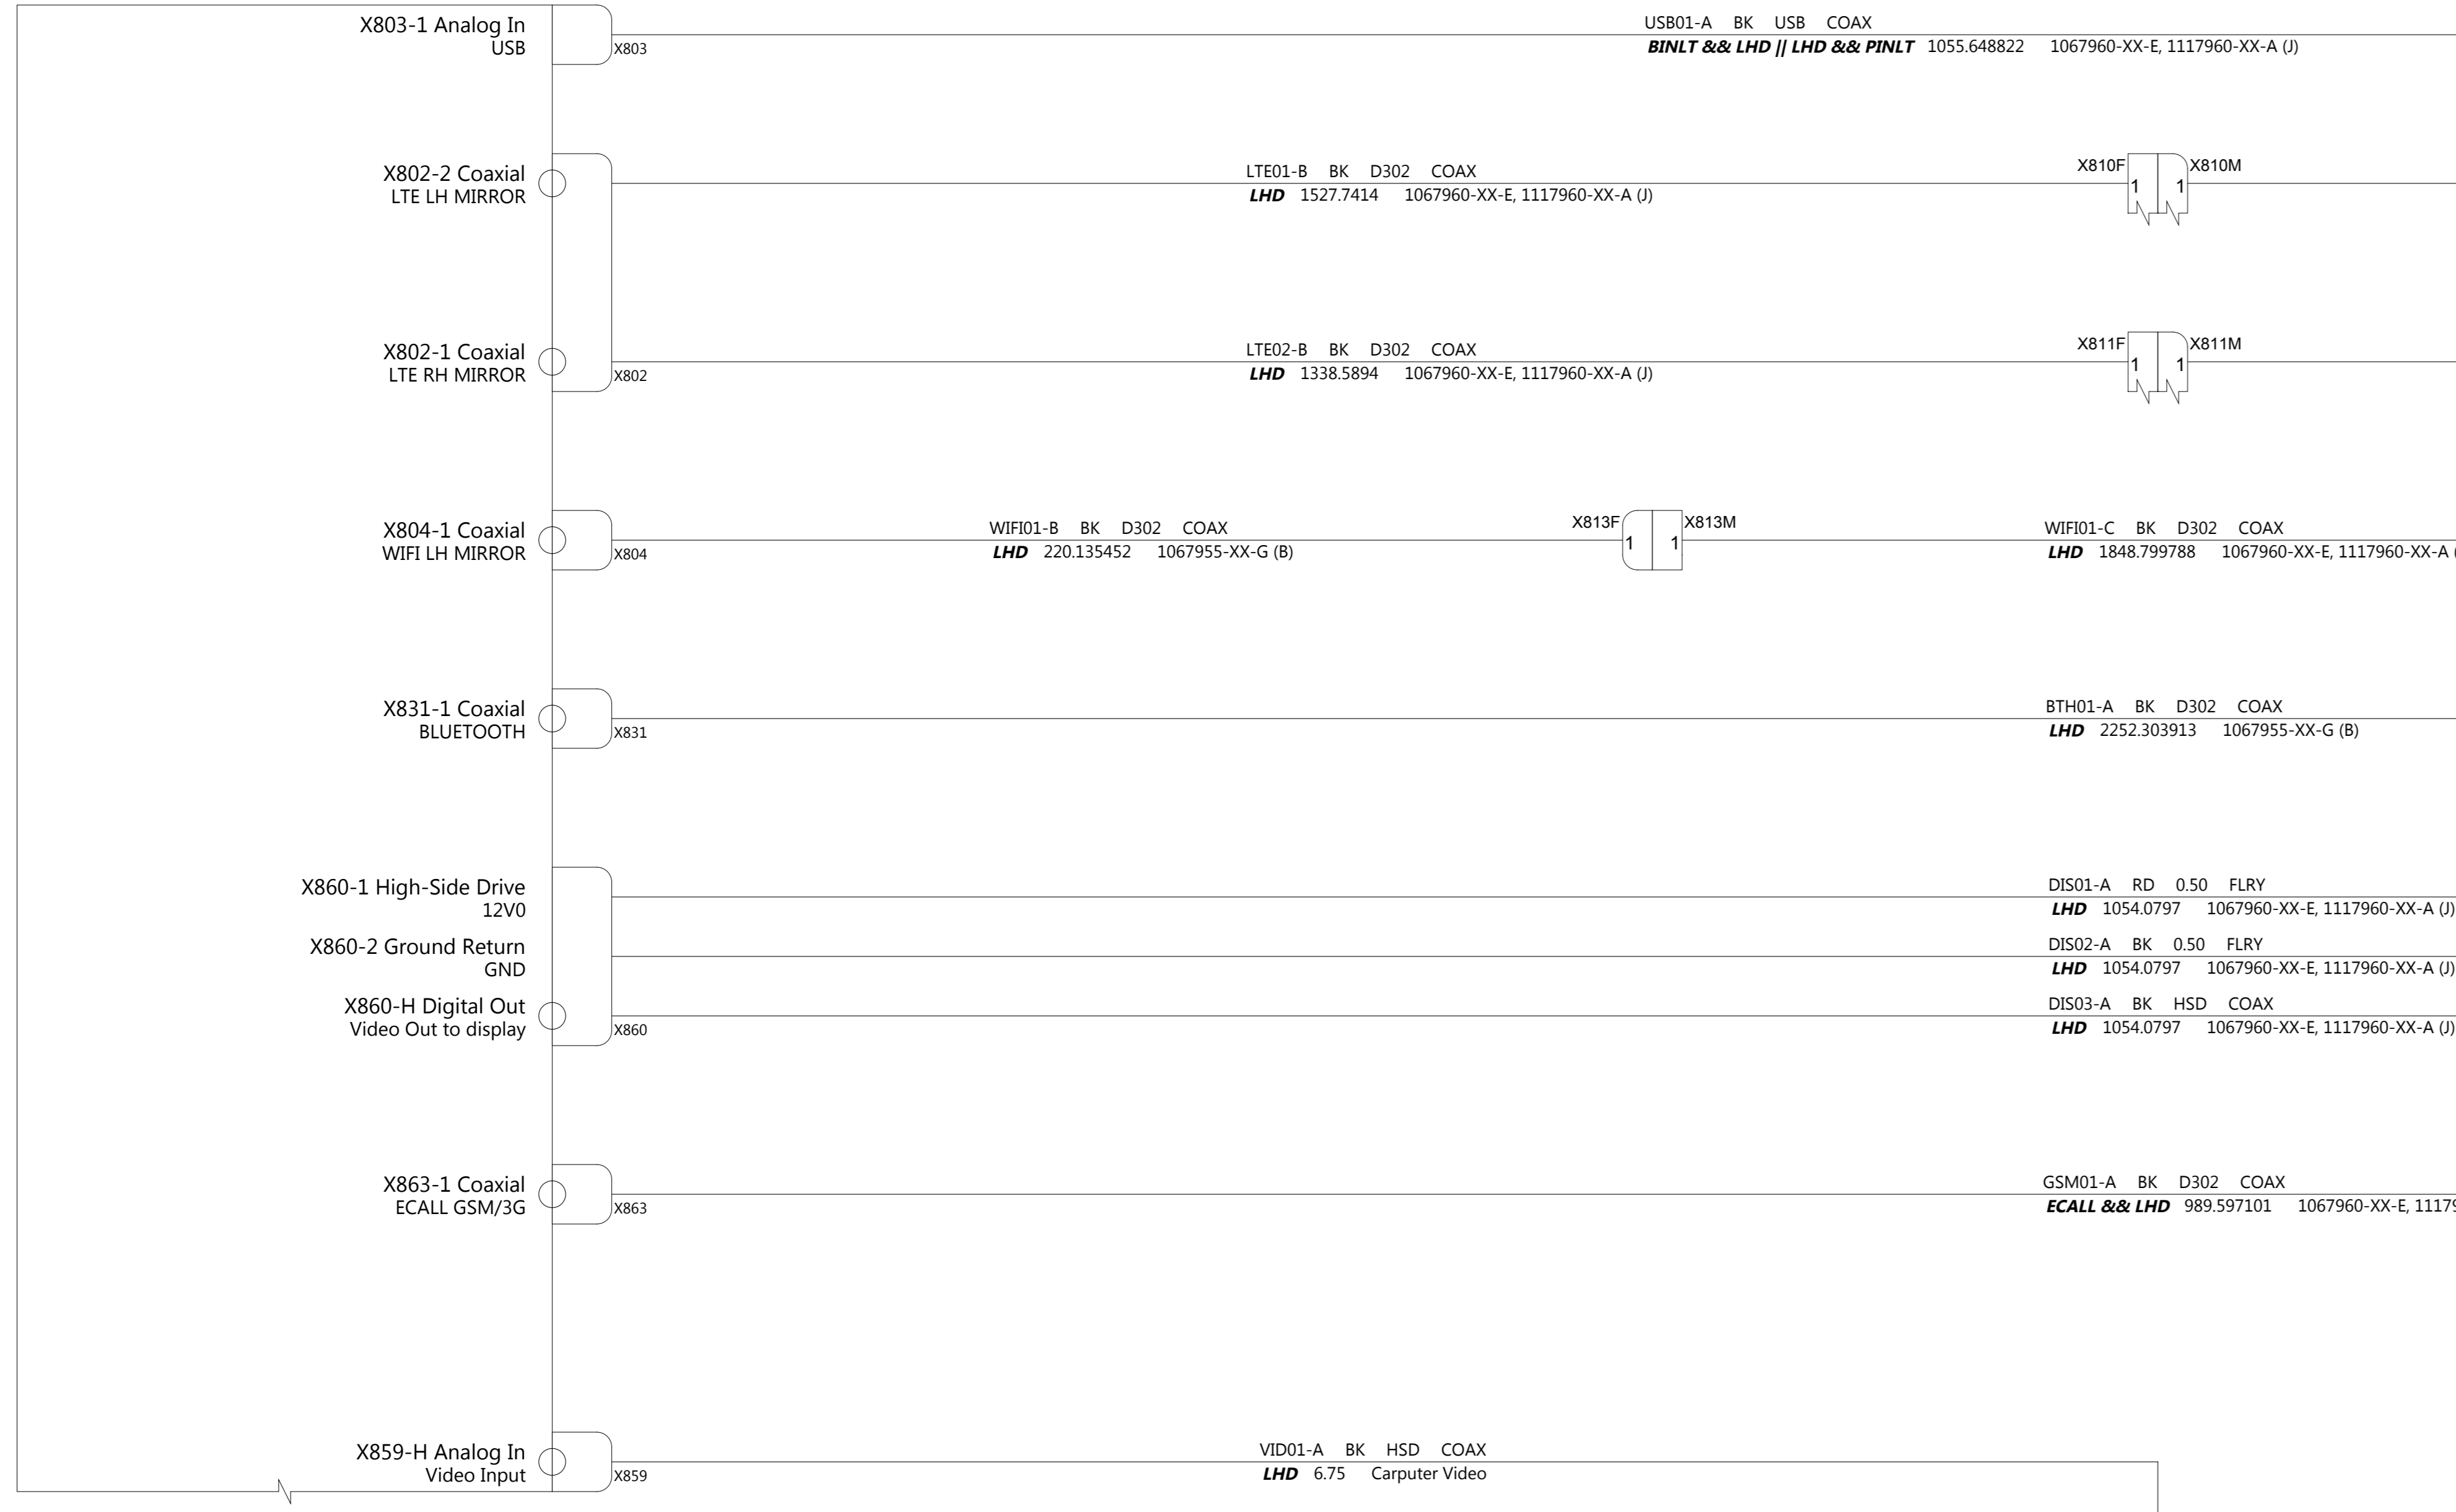 X803-1 Analog In
USB
X803
USB01-A BK USB COAX
BINLT && LHD || LHD && PINLT 1055.648822 1067960-XX-E, 1117960-XX-A (J)
X802-2 Coaxial
LTE LH MIRROR
LTE01-B BK D302 COAX
LHD 1527.7414 1067960-XX-E, 1117960-XX-A (J)
X810F
1
1
X810M
X802-1 Coaxial
LTE RH MIRROR
X802
LTE02-B BK D302 COAX
LHD 1338.5894 1067960-XX-E, 1117960-XX-A (J)
X811F
1
1
X811M
X804-1 Coaxial
WIFI LH MIRROR
X804
WIFI01-B BK D302 COAX
LHD 220.135452 1067955-XX-G (B)
X813F
1
1
X813M
WIFI01-C BK D302 COAX
LHD 1848.799788 1067960-XX-E, 1117960-XX-A (
X831-1 Coaxial
BLUETOOTH
X831
BTH01-A BK D302 COAX
LHD 2252.303913 1067955-XX-G (B)
X860-1 High-Side Drive
12V0
DIS01-A RD 0.50 FLRY
LHD 1054.0797 1067960-XX-E, 1117960-XX-A (J)
X860-2 Ground Return
GND
DIS02-A BK 0.50 FLRY
LHD 1054.0797 1067960-XX-E, 1117960-XX-A (J)
X860-H Digital Out
Video Out to display
X860
DIS03-A BK HSD COAX
LHD 1054.0797 1067960-XX-E, 1117960-XX-A (J)
X863-1 Coaxial
ECALL GSM/3G
X863
GSM01-A BK D302 COAX
ECALL && LHD 989.597101 1067960-XX-E, 1117
X859-H Analog In
Video Input
X859
VID01-A BK HSD COAX
LHD 6.75 Carputer Video